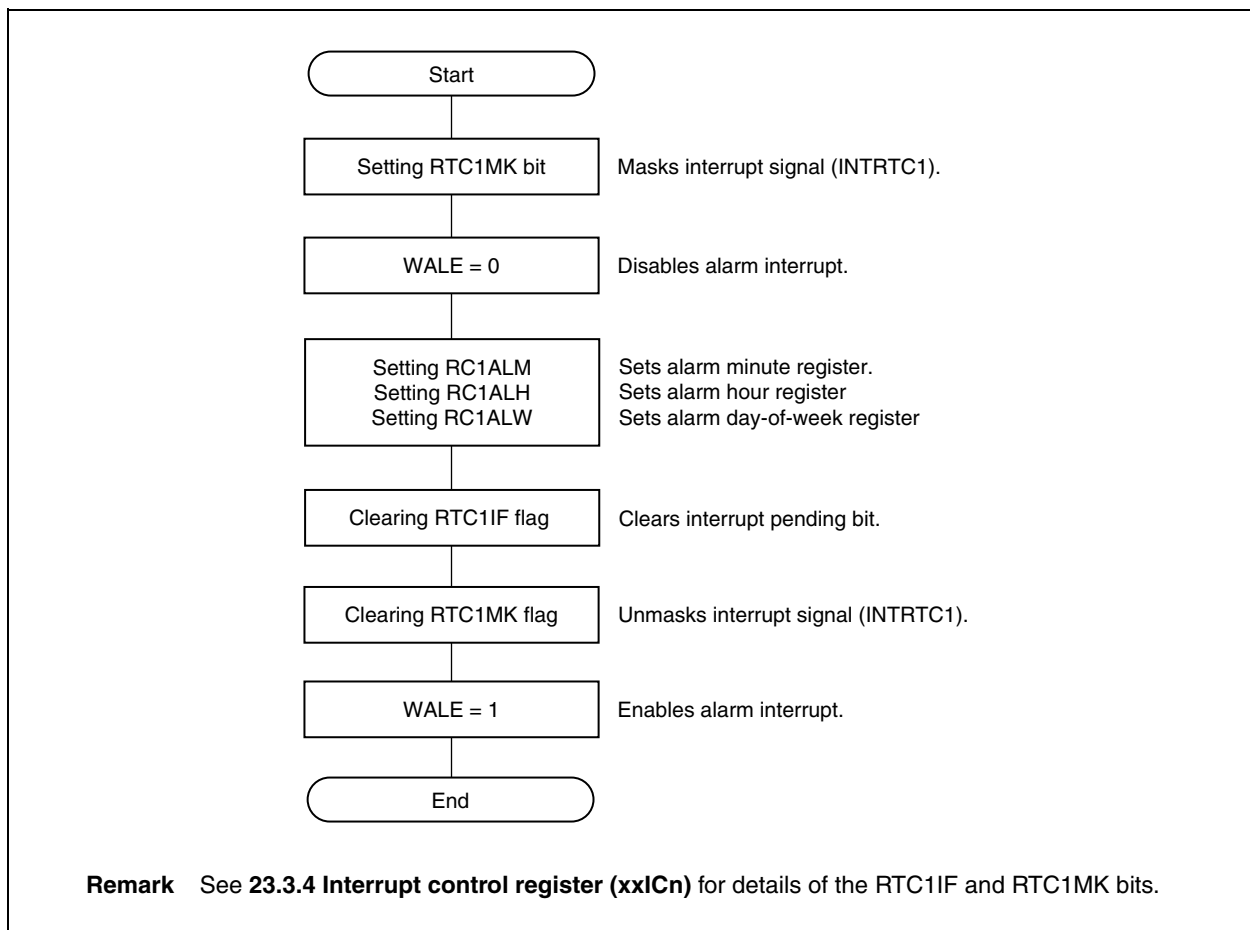 Start
Setting RTC1MK bit Masks interrupt signal (INTRTC1).
WALE = 0 Disables alarm interrupt.
Setting RC1ALM Sets alarm minute register.
Setting RC1ALH Sets alarm hour register
Setting RC1ALW Sets alarm day-of-week register
Clearing RTC1IF flag Clears interrupt pending bit.
Clearing RTC1MK flag Unmasks interrupt signal (INTRTC1).
WALE = 1 Enables alarm interrupt.
End
Remark See 23.3.4 Interrupt control register (xxICn) for details of the RTC1IF and RTC1MK bits.